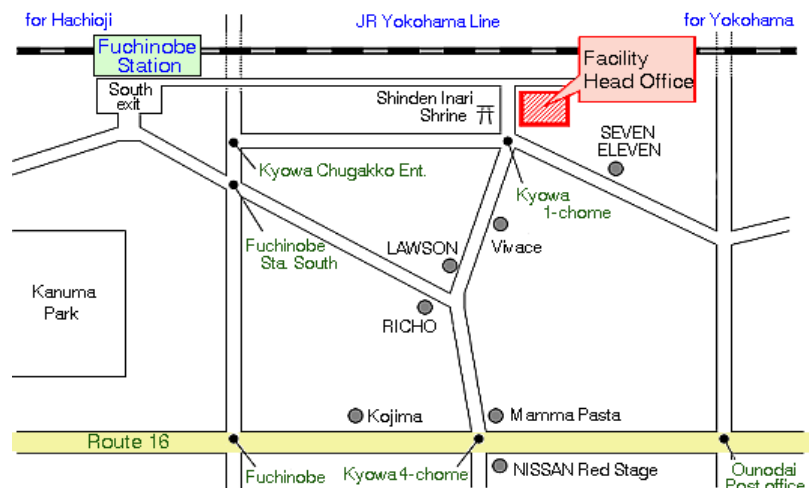 for Hachioji
JR Yokohama Line
for Yokohama
Fuchinobe
Station
Facility
Head Office
South
exit
Shinden Inari
Shrine
SEVEN
ELEVEN
Kyowa Chugakko Ent.
Kyowa
1-chome
Fuchinobe
Sta. South
LAWSON
Vivace
Kanuma
Park
RICHO
Kojima
Mamma Pasta
Route 16
Fuchinobe
Kyowa 4-chome
NISSAN Red Stage
Ounodai
Post office